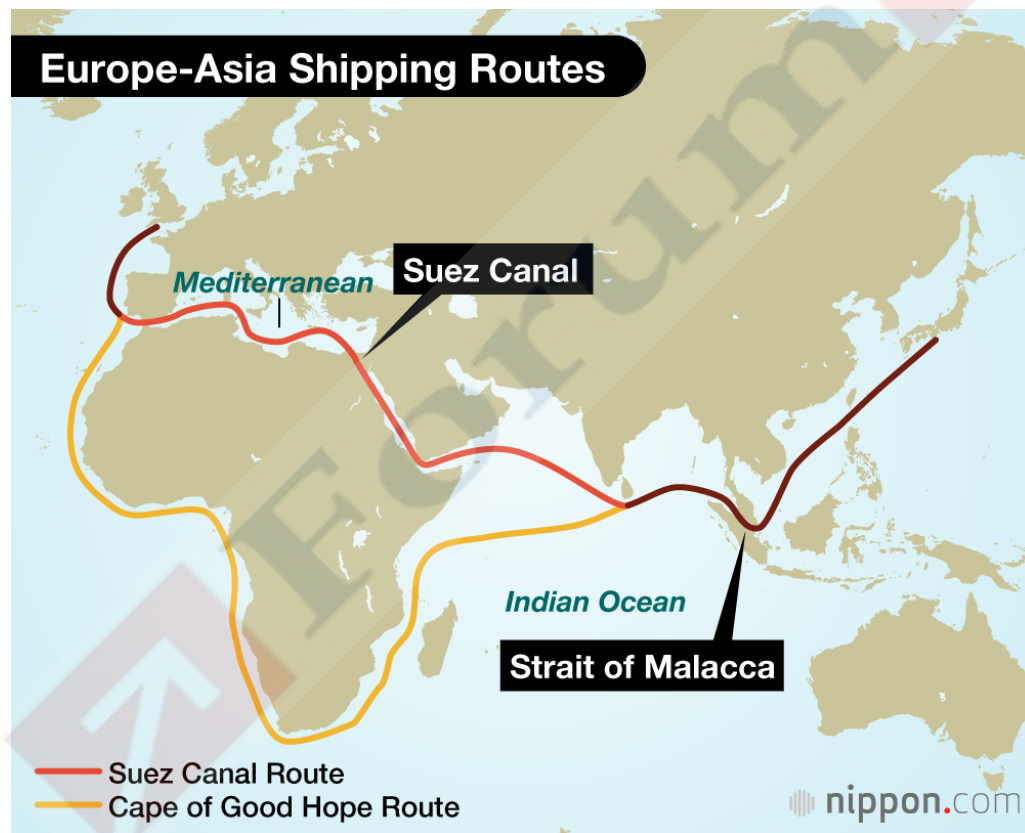 Europe-Asia Shipping Routes
Suez Canal
Mediterranean
Indian Ocean
Strait of Malacca
Suez Canal Route
Cape of Good Hope Route
nippon.com
Forum